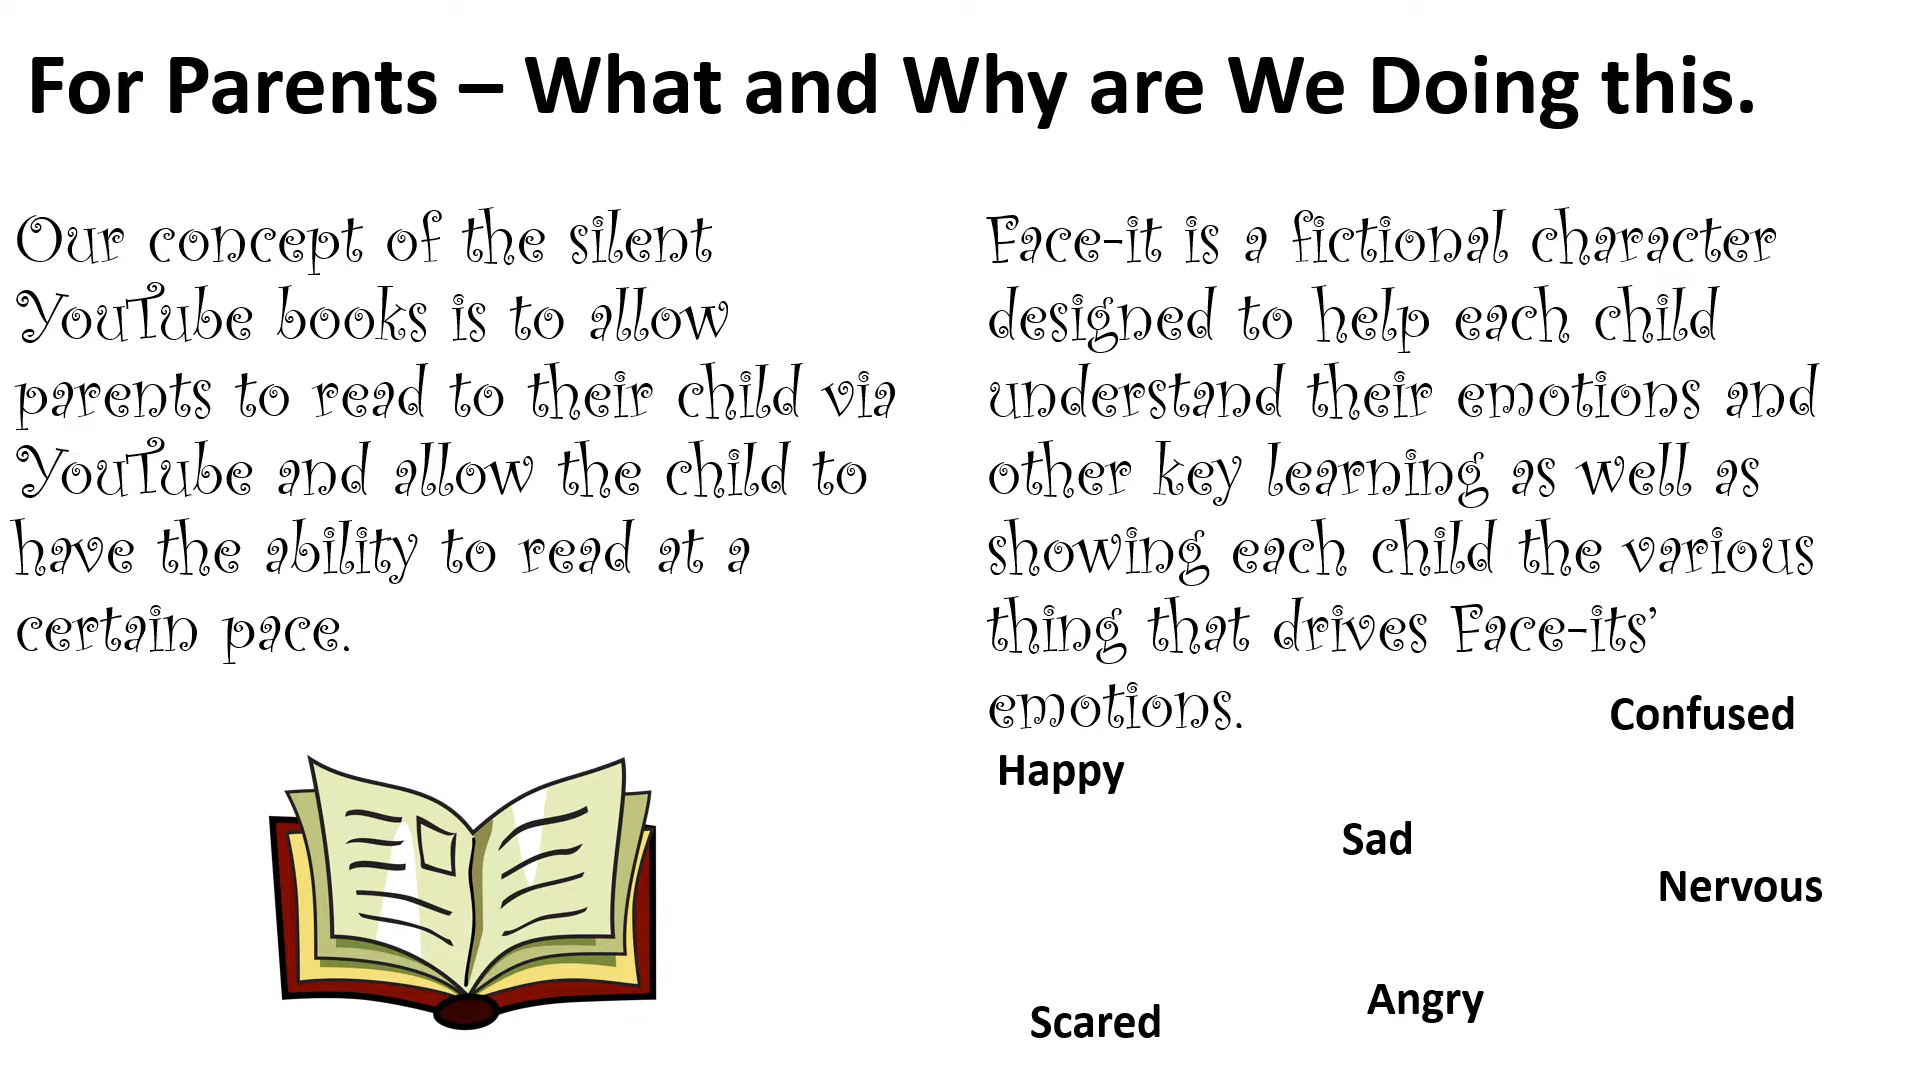 For Parents – What and Why are We Doing this.
Our concept of the silent
YouTube books is to allow
parents to read to their child via
YouTube and allow the child to
have the ability to read at a
certain pace.
Face-it is a fictional character
designed to help each child
understand their emotions and
other key learning as well as
showing each child the various
thing that drives Face-its’
emotions.
Confused
Happy
Sad
Nervous
Angry
Scared